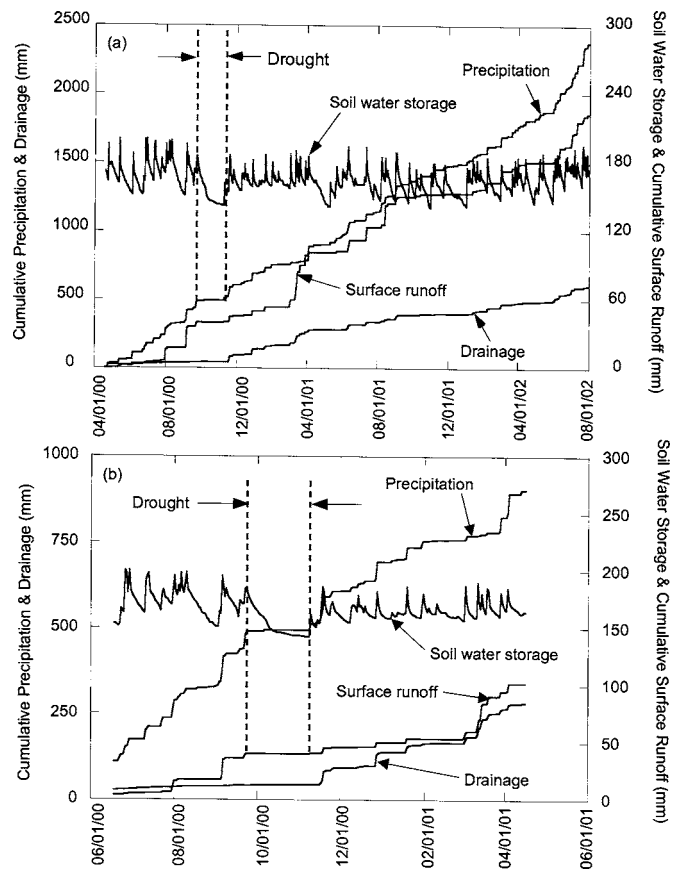 (a)
Drought
Precipitation
Soil water storage
Surface runoff
Drainage
Cumulative Precipitation & Drainage (mm)
2500
2000
1500
1000
500
0
Soil Water Storage & Cumulative Surface Runoff (mm)
300
240
180
120
60
0
04/01/00
08/01/00
12/01/00
04/01/01
08/01/01
12/01/01
04/01/02
08/01/02
(b)
Drought
Precipitation
Soil water storage
Surface runoff
Drainage
Cumulative Precipitation & Drainage (mm)
1000
750
500
250
0
Soil Water Storage & Cumulative Surface Runoff (mm)
300
250
200
150
100
50
0
06/01/00
08/01/00
10/01/00
12/01/00
02/01/01
04/01/01
06/01/01